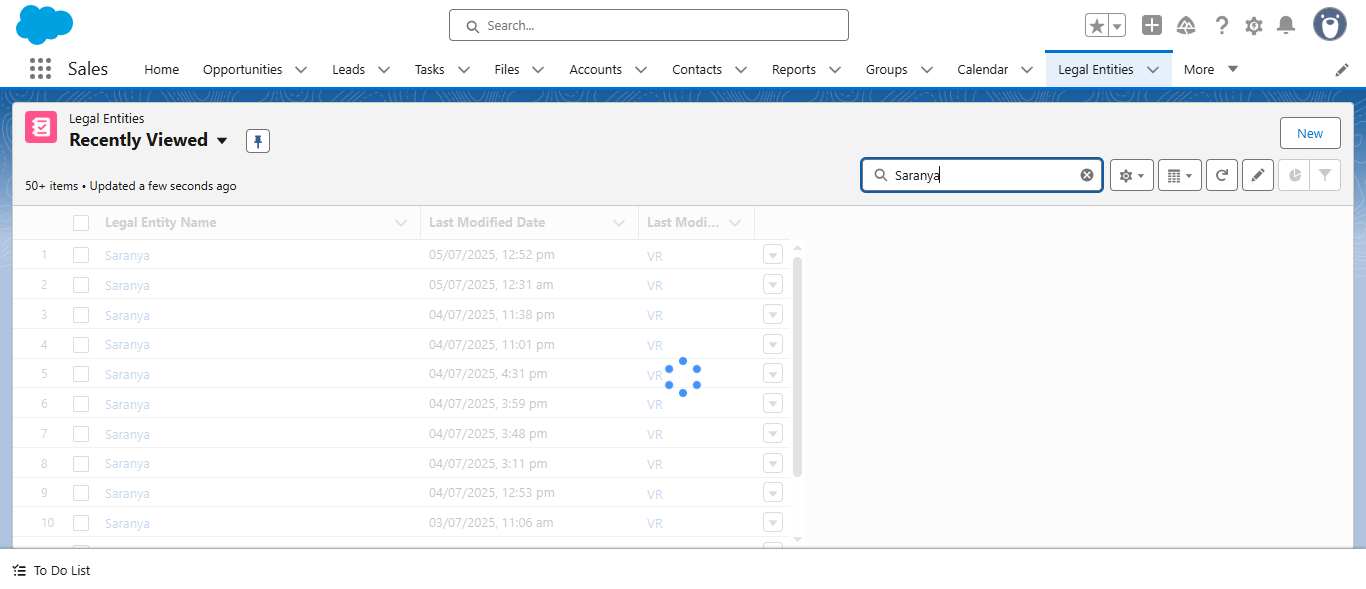 Search...
Sales
Home
Opportunities
Leads
Tasks
Files
Accounts
Contacts
Reports
Groups
Calendar
Legal Entities
More
Legal Entities
Recently Viewed
New
50+ items • Updated a few seconds ago
Saranya
Legal Entity Name Last Modified Date Last Modi...
1 Saranya 05/07/2025, 12:52 pm VR
2 Saranya 05/07/2025, 12:31 am VR
3 Saranya 04/07/2025, 11:38 pm VR
4 Saranya 04/07/2025, 11:01 pm VR
5 Saranya 04/07/2025, 4:31 pm VR
6 Saranya 04/07/2025, 3:59 pm VR
7 Saranya 04/07/2025, 3:48 pm VR
8 Saranya 04/07/2025, 3:11 pm VR
9 Saranya 04/07/2025, 12:53 pm VR
10 Saranya 03/07/2025, 11:06 am VR
To Do List